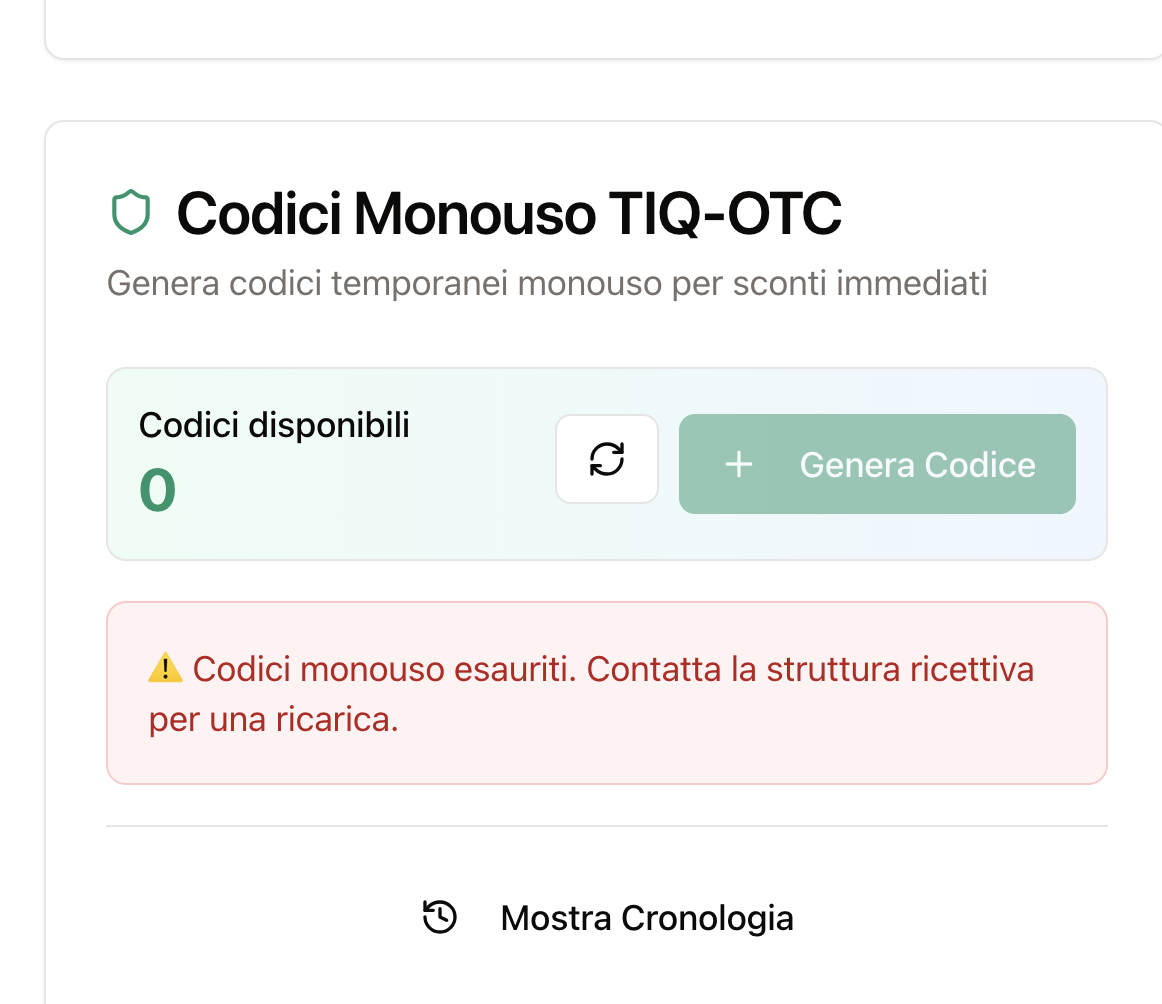 Codici Monouso TIQ-OTC
Genera codici temporanei monouso per sconti immediati
Codici disponibili
0
Genera Codice
⚠️ Codici monouso esauriti. Contatta la struttura ricettiva
per una ricarica.
Mostra Cronologia